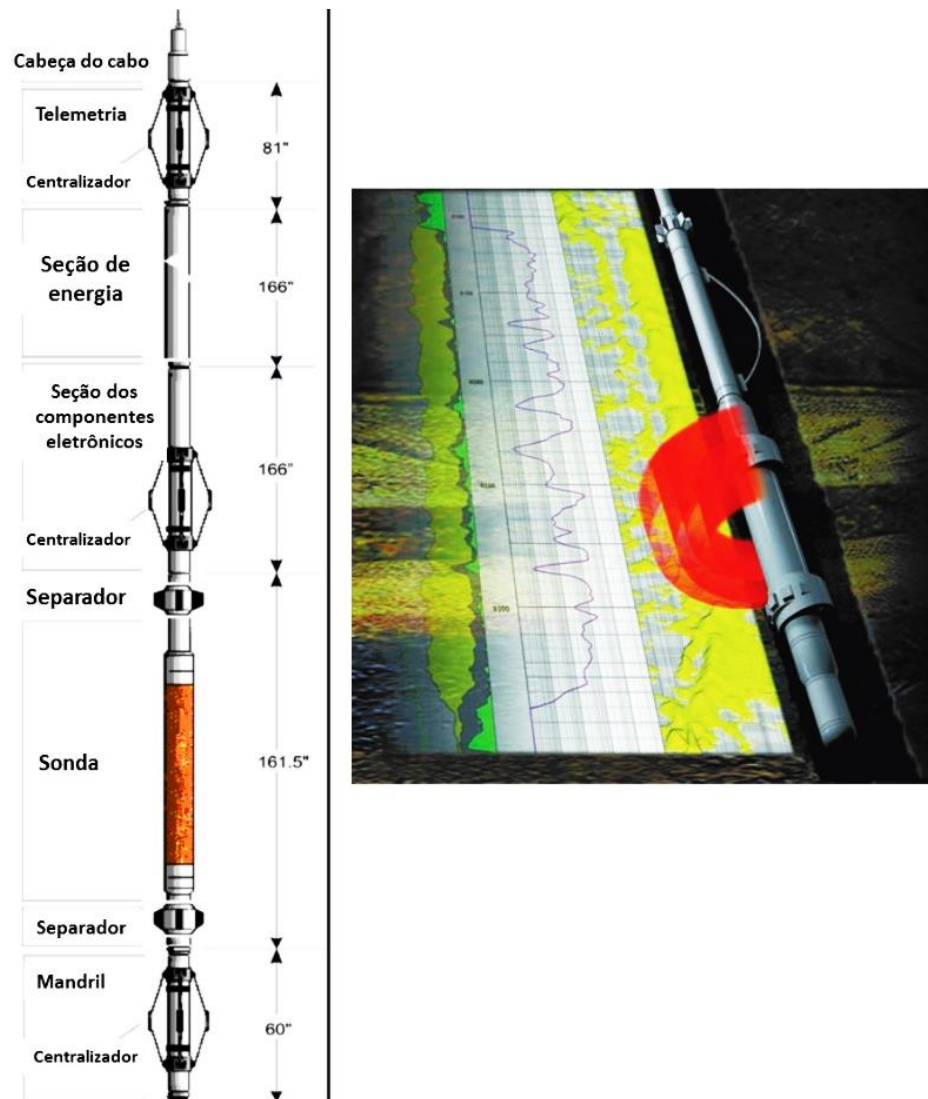 Cabeça do cabo
Telemetria
81"
Centralizador
Seção de
energia
166"
Seção dos
componentes
eletrônicos
166"
Centralizador
Separador
Sonda
161.5"
Separador
Mandril
60"
Centralizador